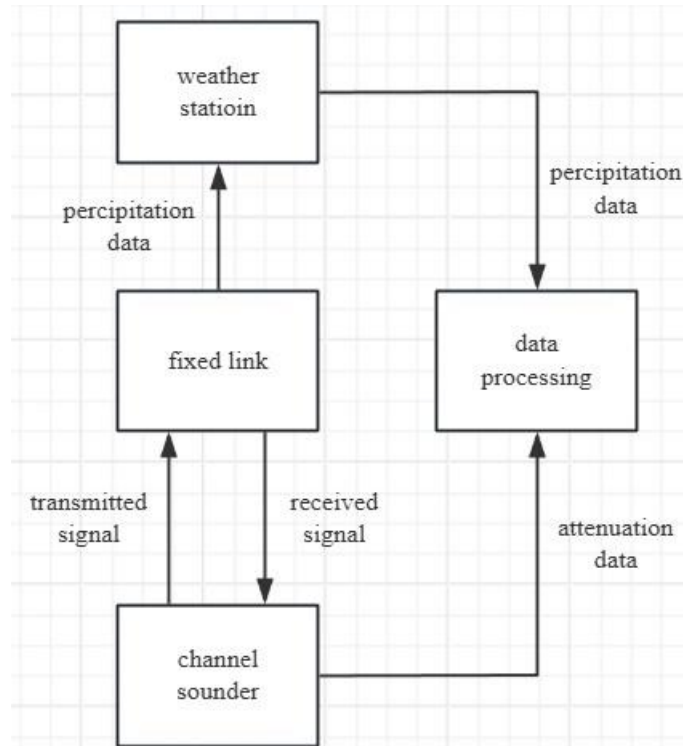 weather
statioin
percipitation
data
percipitation
data
fixed link
data
processing
transmitted
signal
received
signal
attenuation
data
channel
sounder